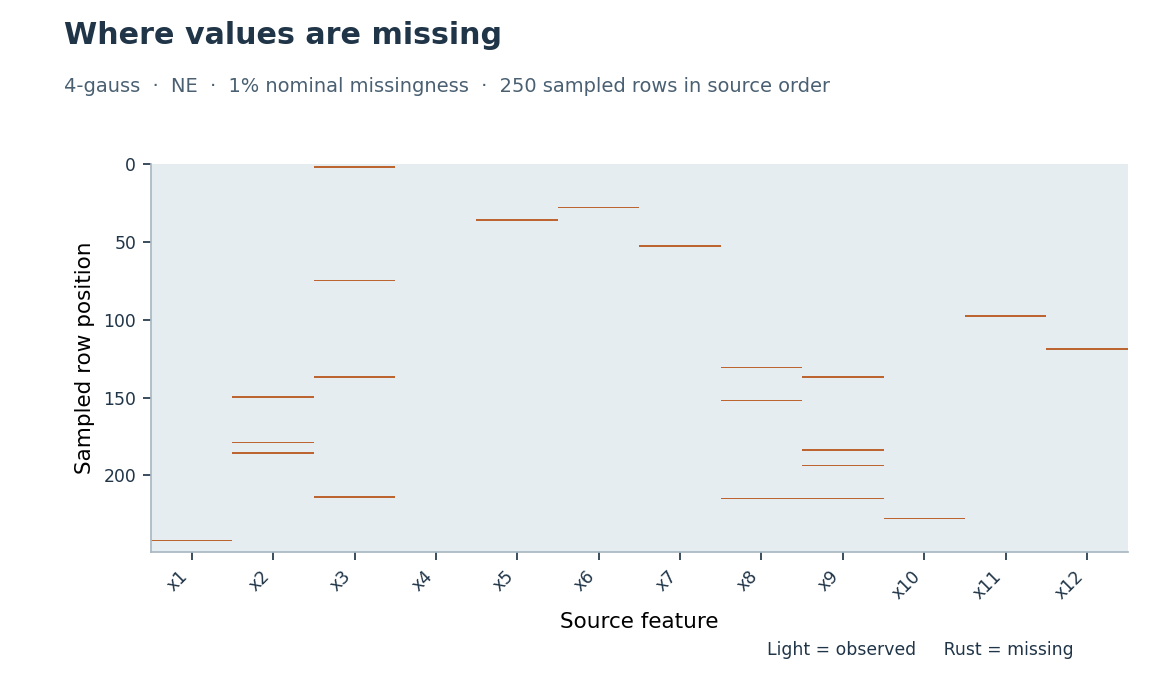 Where values are missing
4-gauss · NE · 1% nominal missingness · 250 sampled rows in source order
0
50
100
150
200
Sampled row position
x1 x2 x3 x4 x5 x6 x7 x8 x9 x10 x11 x12
Source feature
Light = observed Rust = missing